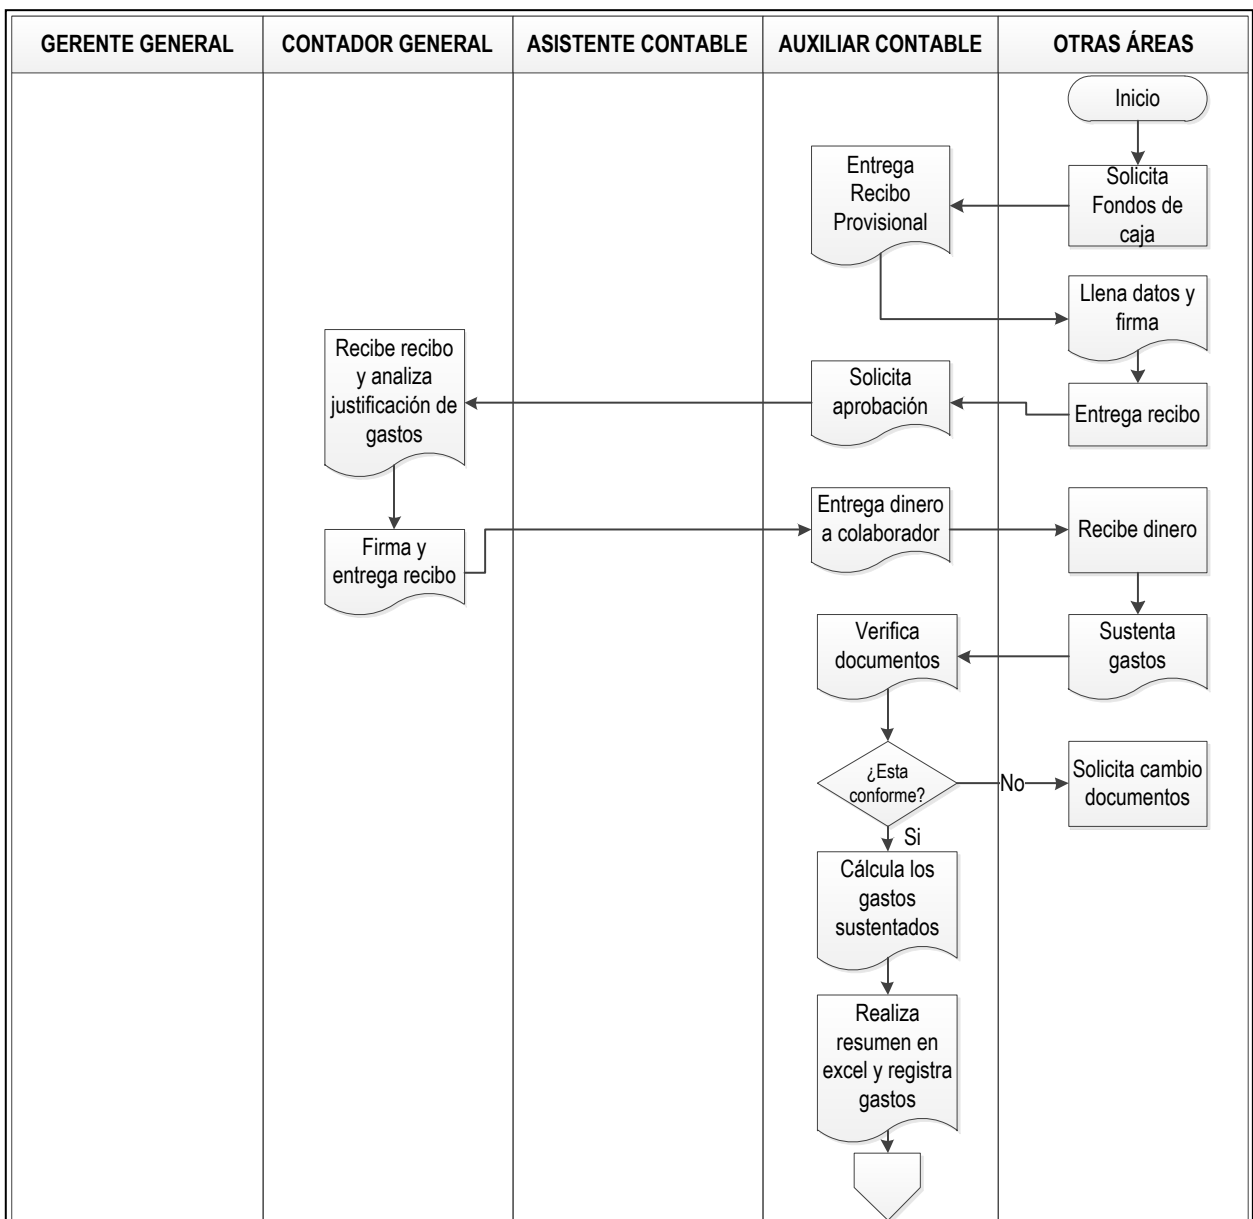 GERENTE GENERAL
CONTADOR GENERAL
ASISTENTE CONTABLE
AUXILIAR CONTABLE
OTRAS ÁREAS
Inicio
Solicita
Fondos de
caja
Entrega
Recibo
Provisional
Llena datos y
firma
Entrega recibo
Solicita
aprobación
Recibe recibo
y analiza
justificación de
gastos
Firma y
entrega recibo
Entrega dinero
a colaborador
Recibe dinero
Sustenta
gastos
Verifica
documentos
¿Esta
conforme?
No
Solicita cambio
documentos
Si
Cálcula los
gastos
sustentados
Realiza
resumen en
excel y registra
gastos